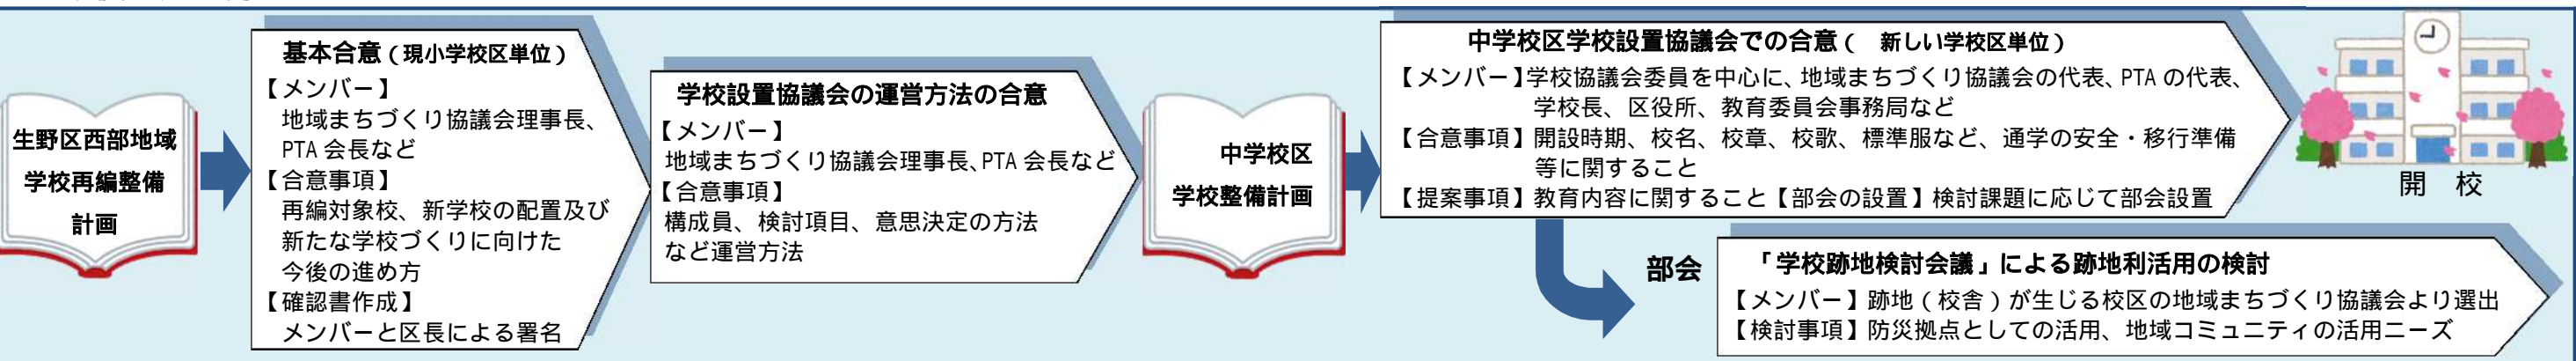 生野区西部地域
学校再編整備
計画
基本合意（現小学校区単位）
【メンバー】
地域まちづくり協議会理事長、
PTA 会長など
【合意事項】
再編対象校、新学校の配置及び
新たな学校づくりに向けた
今後の進め方
【確認書作成】
メンバーと区長による署名
学校設置協議会の運営方法の合意
【メンバー】
地域まちづくり協議会理事長、PTA 会長など
【合意事項】
構成員、検討項目、意思決定の方法
など運営方法
中学校区
学校整備計画
中学校区学校設置協議会での合意（　新しい学校区単位）
【メンバー】学校協議会委員を中心に、地域まちづくり協議会の代表、PTA の代表、
学校長、区役所、教育委員会事務局など
【合意事項】開設時期、校名、校章、校歌、標準服など、通学の安全・移行準備
等に関すること
【提案事項】教育内容に関すること【部会の設置】検討課題に応じて部会設置
開　校
部会
「学校跡地検討会議」による跡地利活用の検討
【メンバー】跡地（校舎）が生じる校区の地域まちづくり協議会より選出
【検討事項】防災拠点としての活用、地域コミュニティの活用ニーズ